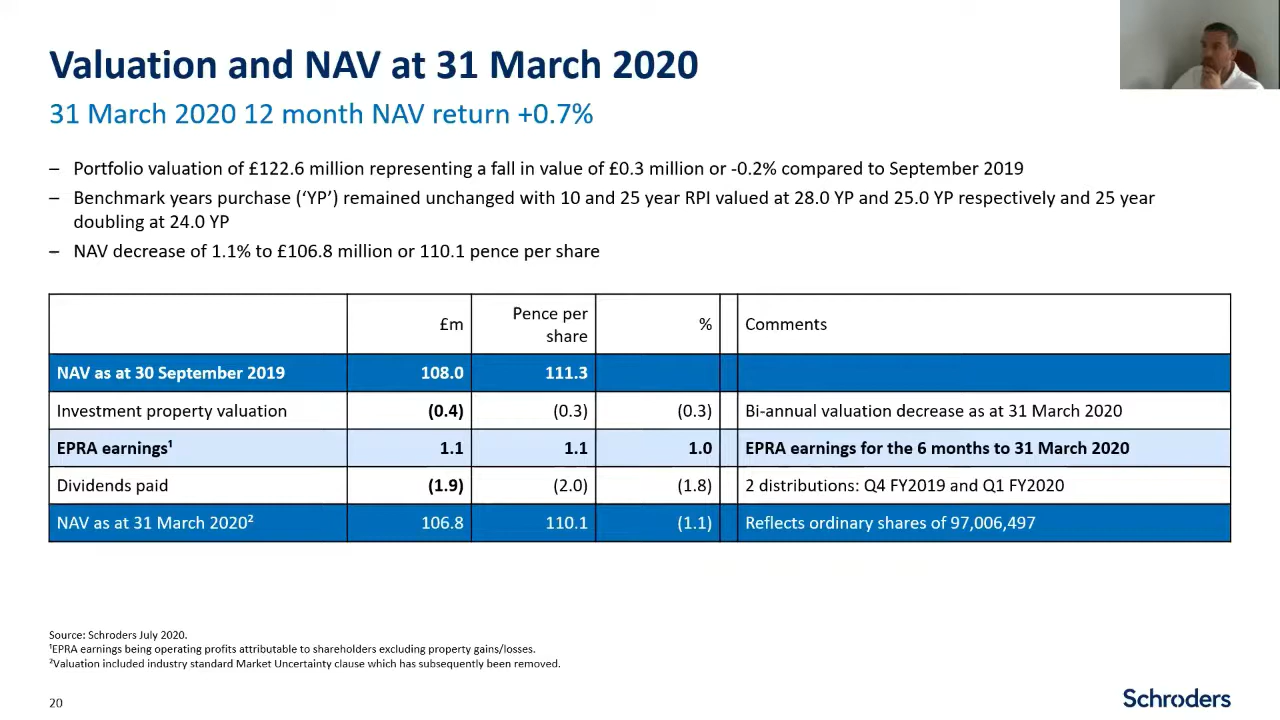 Valuation and NAV at 31 March 2020
31 March 2020 12 month NAV return +0.7%
– Portfolio valuation of £122.6 million representing a fall in value of £0.3 million or -0.2% compared to September 2019
– Benchmark years purchase (‘YP’) remained unchanged with 10 and 25 year RPI valued at 28.0 YP and 25.0 YP respectively and 25 year
doubling at 24.0 YP
– NAV decrease of 1.1% to £106.8 million or 110.1 pence per share
£m Pence per share % Comments
NAV as at 30 September 2019 108.0 111.3
Investment property valuation (0.4) (0.3) (0.3) Bi-annual valuation decrease as at 31 March 2020
EPRA earnings¹ 1.1 1.1 1.0 EPRA earnings for the 6 months to 31 March 2020
Dividends paid (1.9) (2.0) (1.8) 2 distributions: Q4 FY2019 and Q1 FY2020
NAV as at 31 March 2020² 106.8 110.1 (1.1) Reflects ordinary shares of 97,006,497
Source: Schroders July 2020.
¹EPRA earnings being operating profits attributable to shareholders excluding property gains/losses.
²Valuation included industry standard Market Uncertainty clause which has subsequently been removed.
20
Schroders